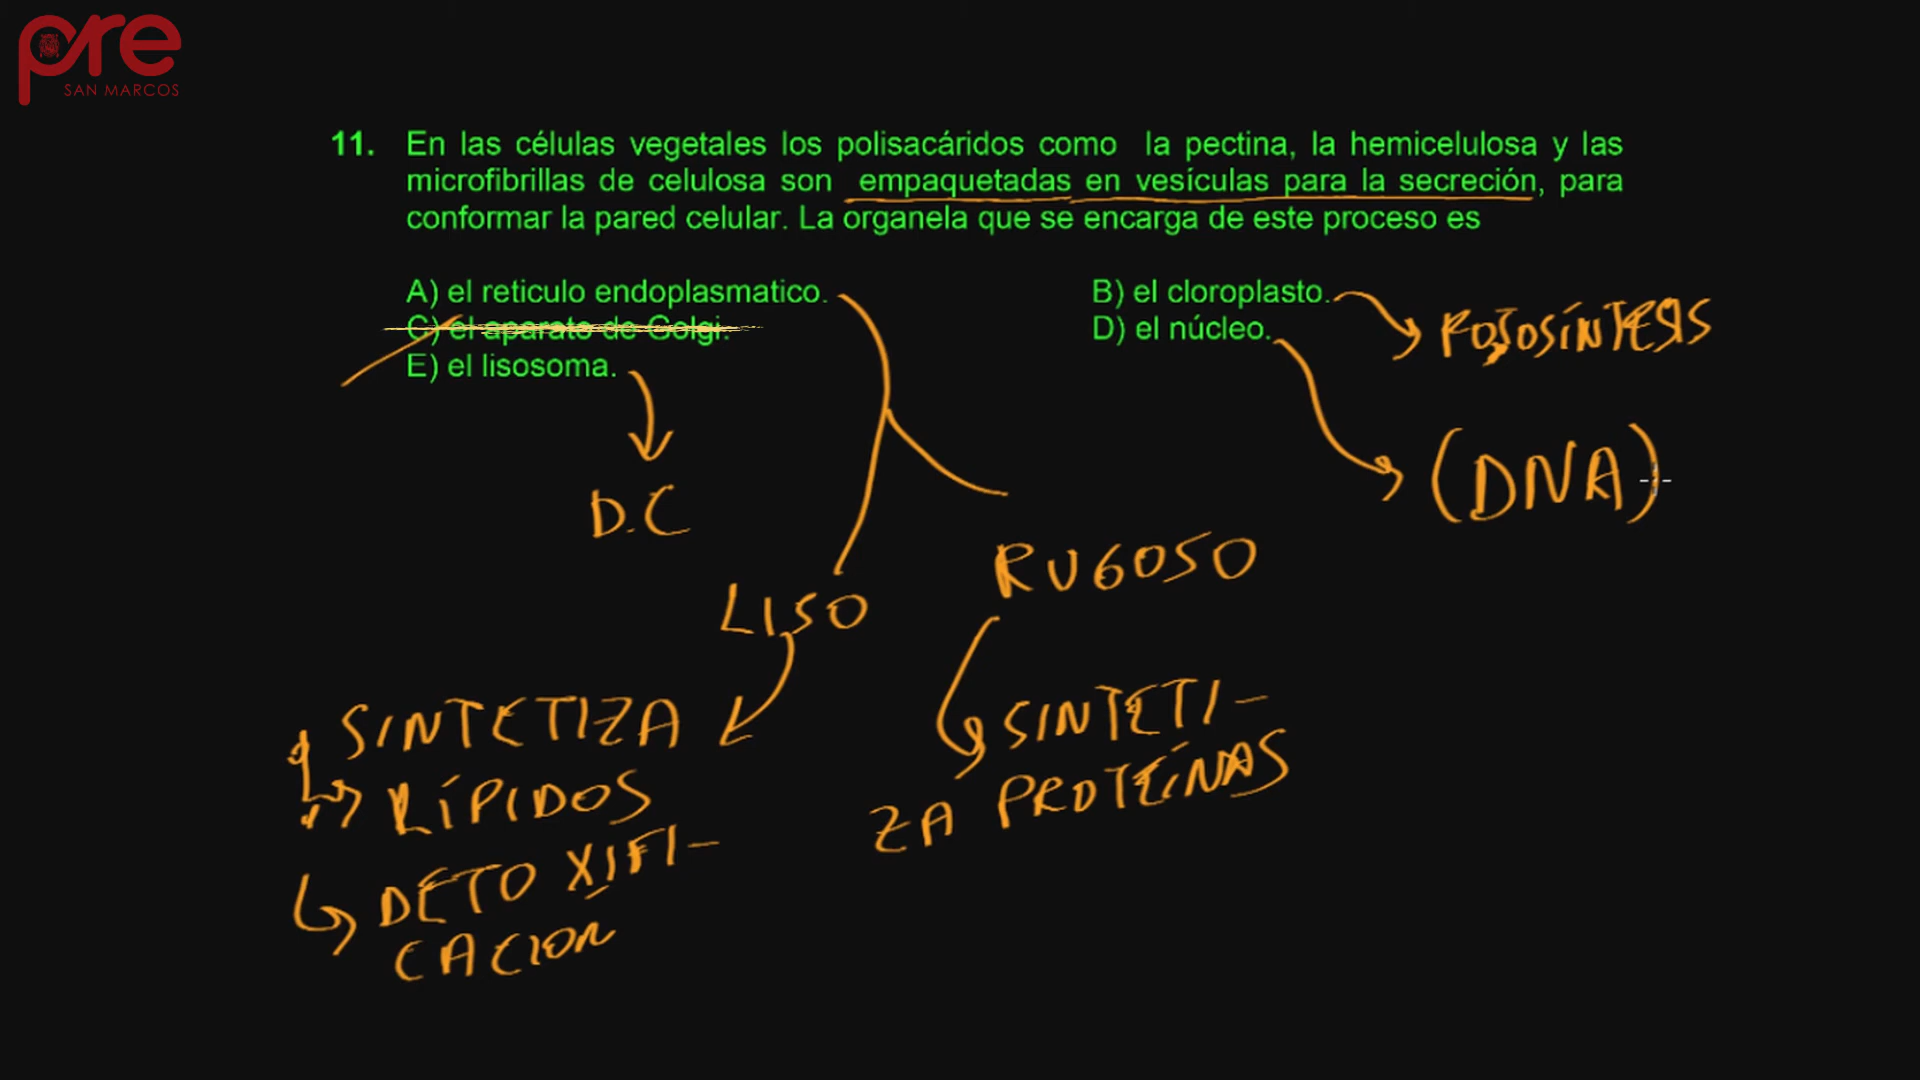 pre
SAN MARCOS
11. En las células vegetales los polisacáridos como la pectina, la hemicelulosa y las
microfibrillas de celulosa son empaquetadas en vesículas para la secreción, para
conformar la pared celular. La organela que se encarga de este proceso es
A) el reticulo endoplasmatico.
B) el cloroplasto.
C) el aparato de Golgi.
D) el núcleo.
E) el lisosoma.
FOTOSÍNTESIS
(DNA)
D.C
RUGOSO
LISO
SINTETIZA
LÍPIDOS
DETOXIFI-
CACION
SINTETI-
ZA PROTEÍNAS